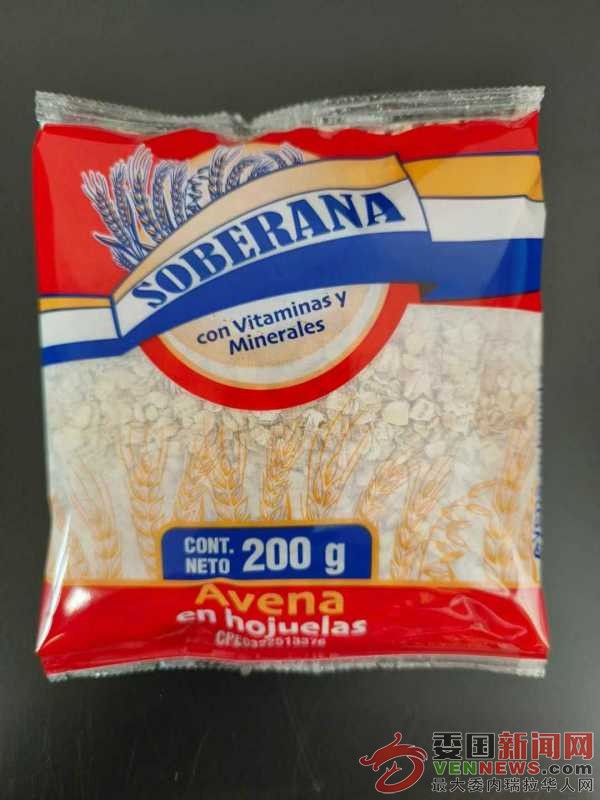 SOBERANA
con Vitaminas y
Minerales
CONT.
NETO 200 g
Avena
en hojuelas
CPE0322513376
委国新闻网
VENNEWS.com
最大委内瑞拉华人网